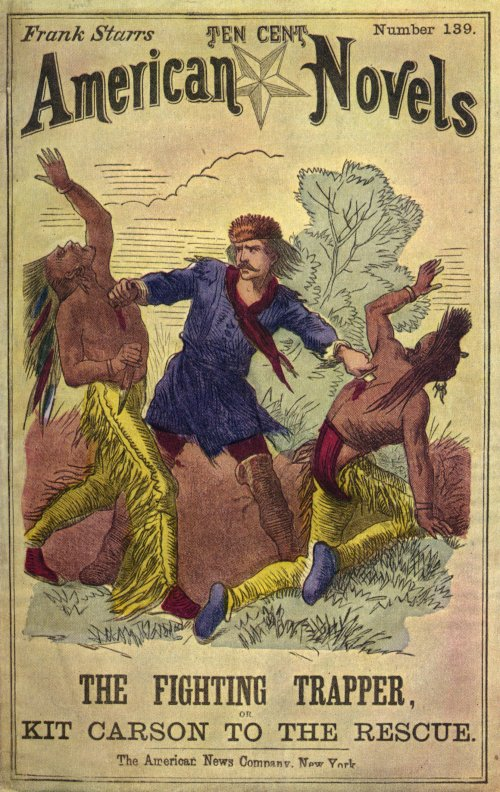 Frank Starrs TEN CENT Number 139.
American Novels
THE FIGHTING TRAPPER,
OR
KIT CARSON TO THE RESCUE.
The American News Company, New York